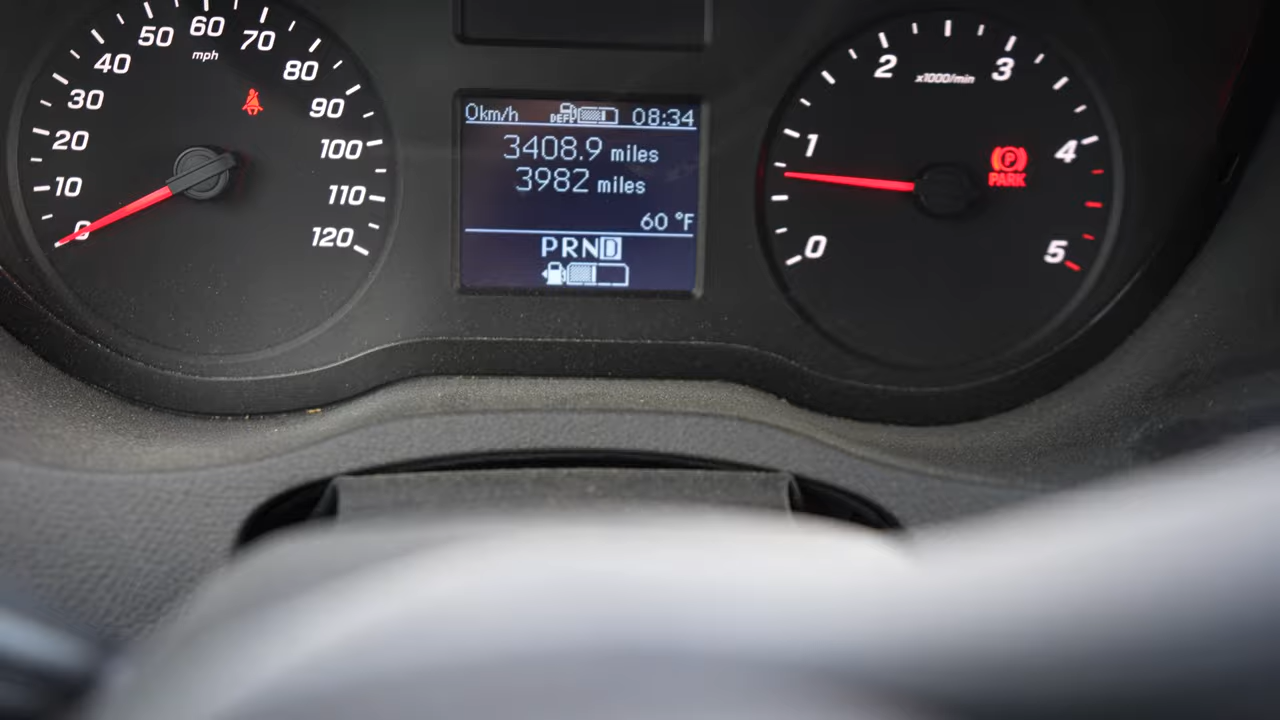 0 10 20 30 40 50 60 70 80 90 100 110 120
mph
0km/h DEF 08:34
3408.9 miles
3982 miles
60 °F
PRND
0 1 2 3 4 5
x1000/min
P
PARK